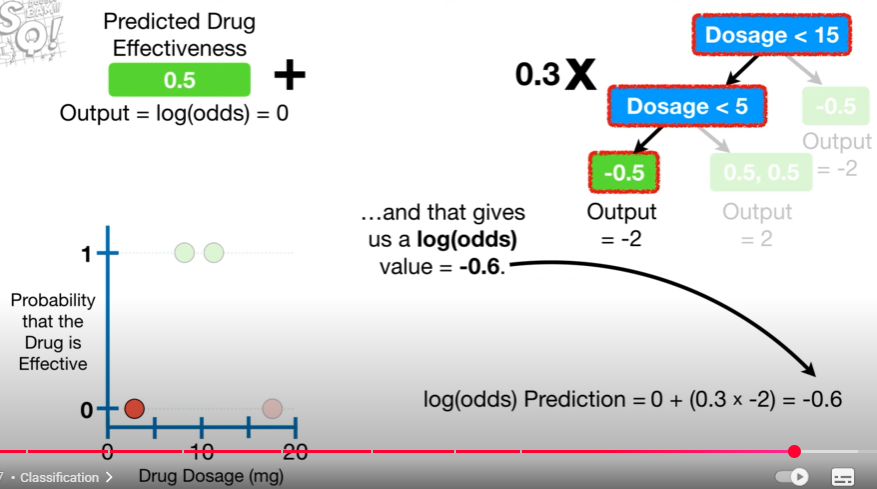 SQ!
Predicted Drug
Effectiveness
0.5
Output = log(odds) = 0
+
0.3X
Dosage < 15
Dosage < 5
-0.5
Output
= -2
-0.5
0.5, 0.5
Output
= -2
Output
= 2
…and that gives
us a log(odds)
value = -0.6.
1
Probability
that the
Drug is
Effective
0
log(odds) Prediction = 0 + (0.3 x -2) = -0.6
0 10 20
7 • Classification >
Drug Dosage (mg)